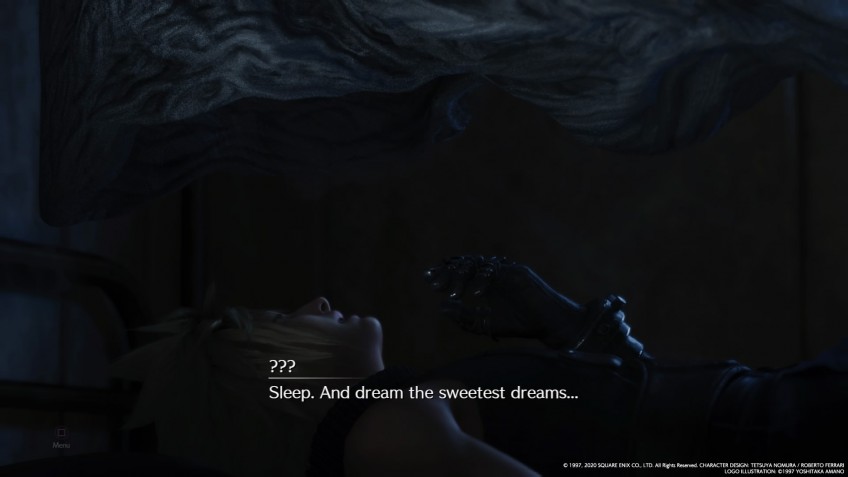 ???
Sleep. And dream the sweetest dreams...
Menu
© 1997, 2020 SQUARE ENIX CO., LTD. All Rights Reserved. CHARACTER DESIGN: TETSUYA NOMURA / ROBERTO FERRARI
LOGO ILLUSTRATION: ©1997 YOSHITAKA AMANO